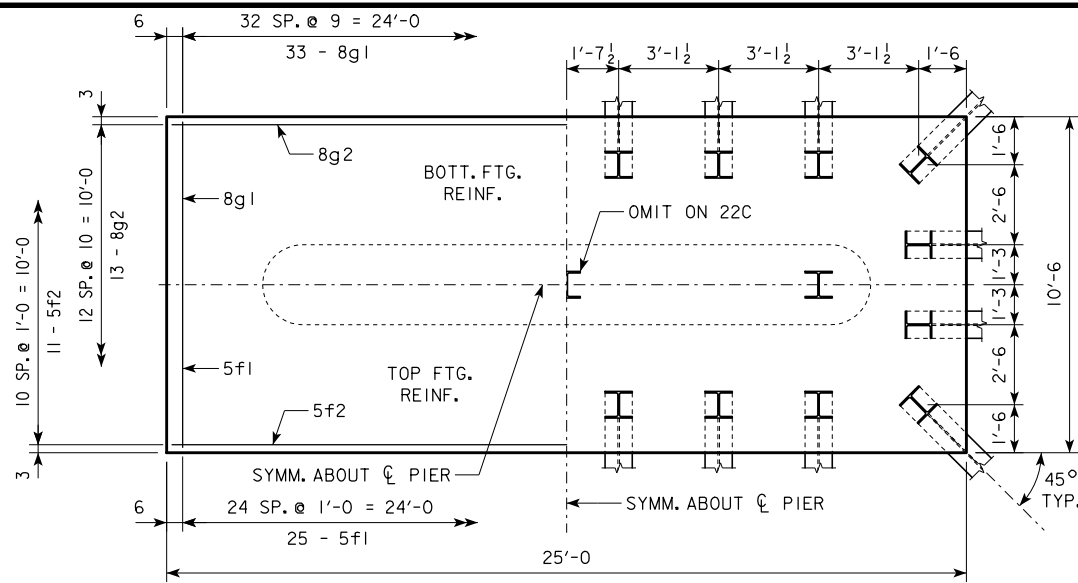 6
32 SP. @ 9 = 24'-0
33 - 8g1
1'-7½
3'-1½
3'-1½
3'-1½
1'-6
3
8g2
BOTT. FTG.
REINF.
8g1
OMIT ON 22C
10 SP. @ 1'-0 = 10'-0
11 - 5f2
12 SP. @ 10 = 10'-0
13 - 8g2
1'-6
2'-6
1'-3
1'-3
2'-6
1'-6
10'-6
5f1
TOP FTG.
REINF.
5f2
3
SYMM. ABOUT ℄ PIER
SYMM. ABOUT ℄ PIER
45°
TYP.
6
24 SP. @ 1'-0 = 24'-0
25 - 5f1
25'-0